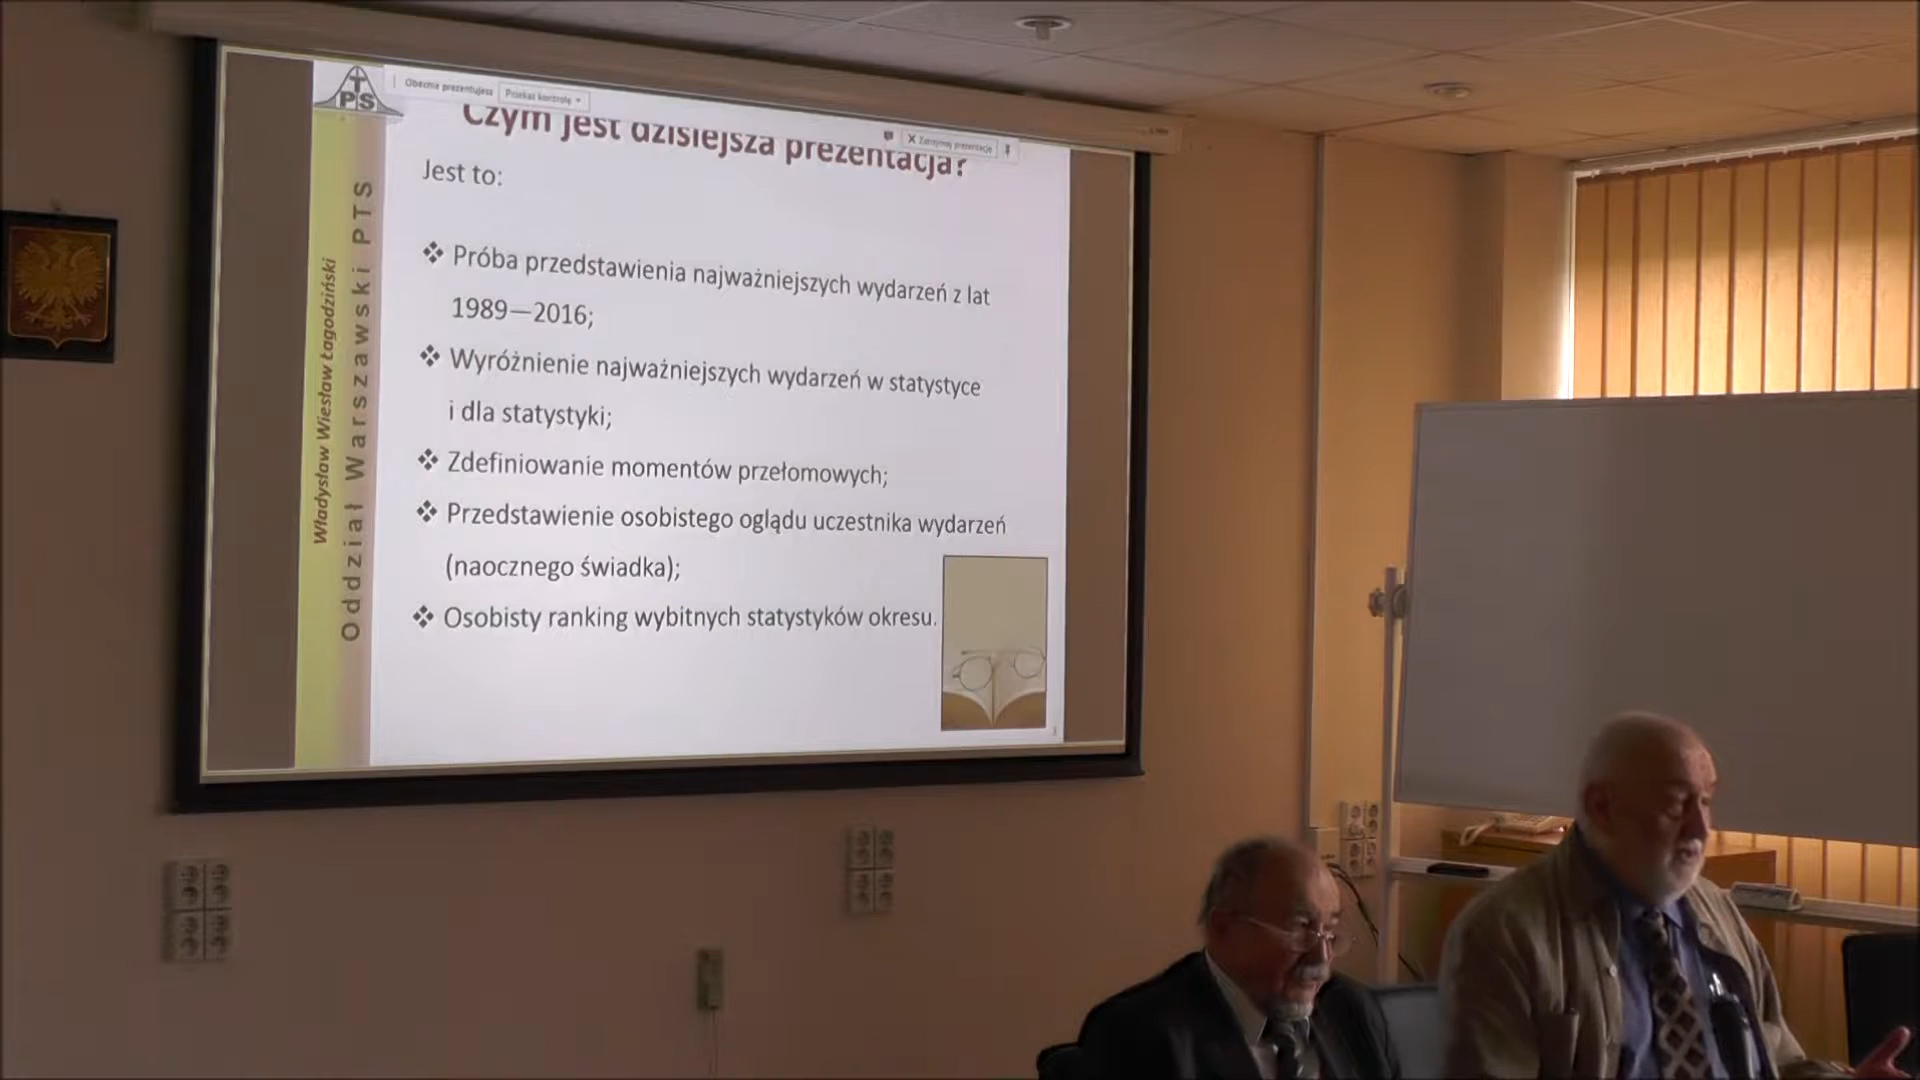 PTS
Obecnie prezentujesz
Przekaż kontrolę
Zatrzymaj prezentację
Czym jest dzisiejsza prezentacja?
Jest to:
Próba przedstawienia najważniejszych wydarzeń z lat
1989—2016;
Wyróżnienie najważniejszych wydarzeń w statystyce
i dla statystyki;
Zdefiniowanie momentów przełomowych;
Przedstawienie osobistego oglądu uczestnika wydarzeń
(naocznego świadka);
Osobisty ranking wybitnych statystyków okresu.
Władysław Wiesław Łagodziński
Oddział Warszawski PTS